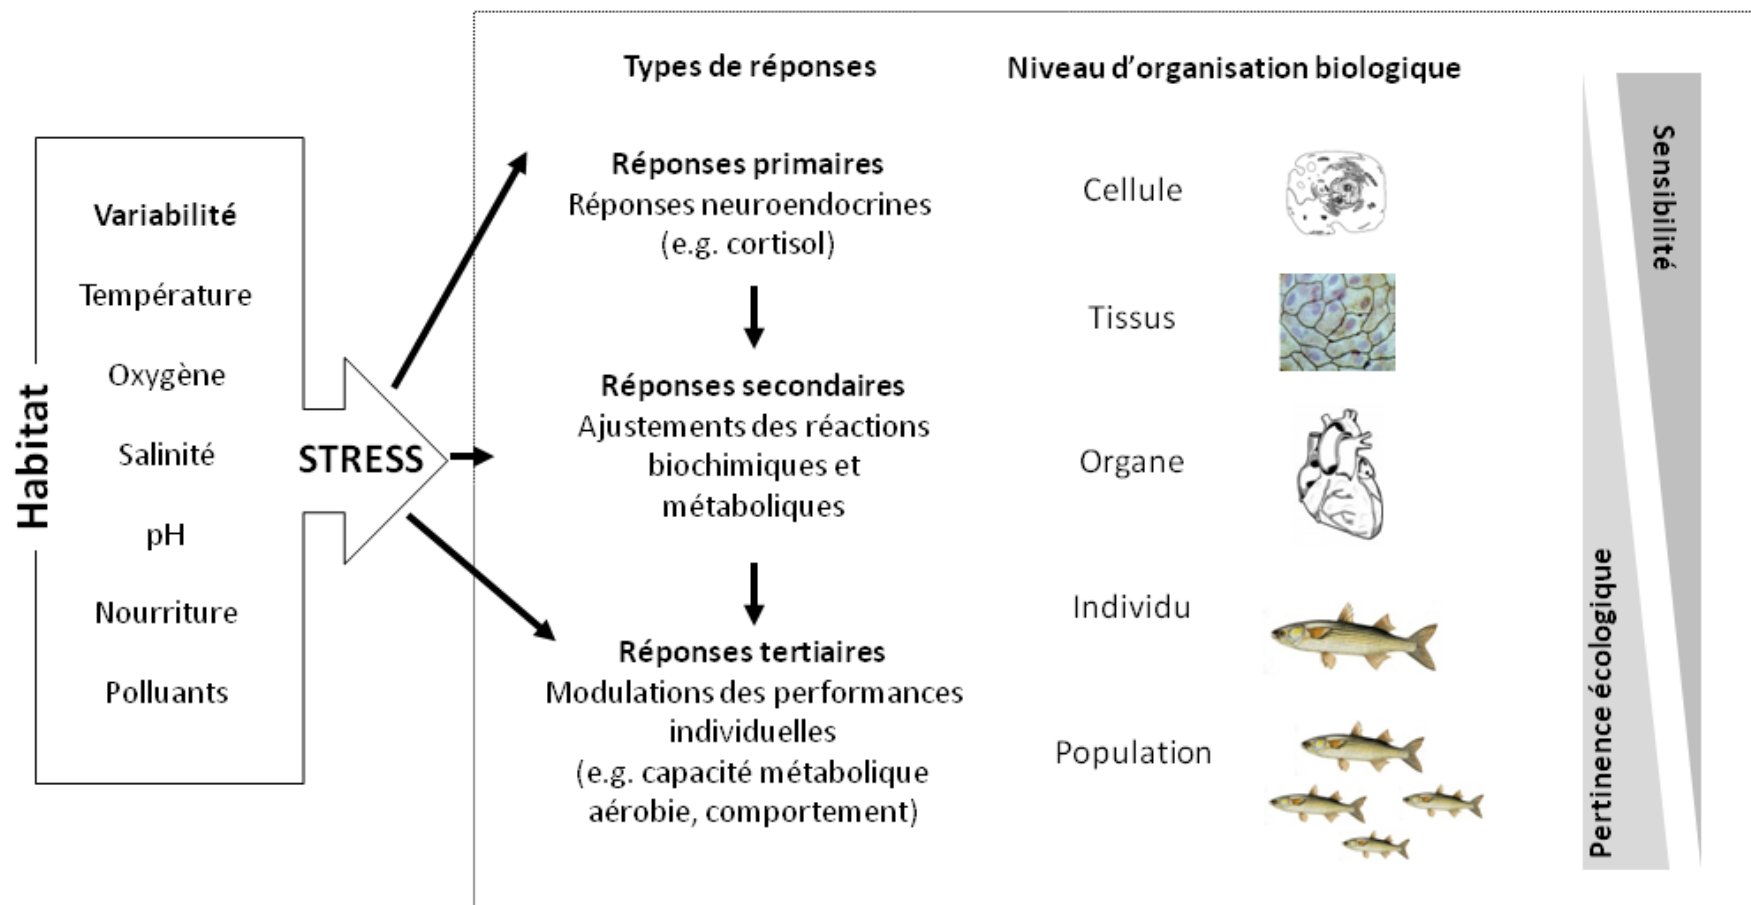 Habitat
Variabilité
Température
Oxygène
Salinité
pH
Nourriture
Polluants
STRESS
Types de réponses
Réponses primaires
Réponses neuroendocrines
(e.g. cortisol)
Réponses secondaires
Ajustements des réactions
biochimiques et
métaboliques
Réponses tertiaires
Modulations des performances
individuelles
(e.g. capacité métabolique
aérobie, comportement)
Niveau d'organisation biologique
Cellule
Tissus
Organe
Individu
Population
Pertinence écologique
Sensibilité